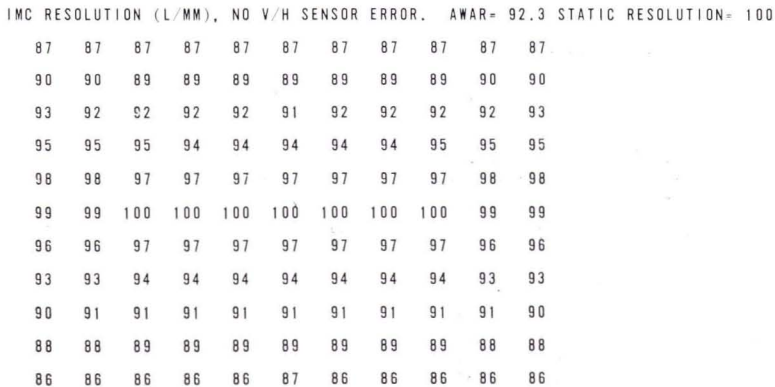 IMC RESOLUTION (L/MM), NO V/H SENSOR ERROR. AWAR= 92.3 STATIC RESOLUTION= 100
87 87 87 87 87 87 87 87 87 87 87
90 90 89 89 89 89 89 89 89 90 90
93 92 92 92 92 91 92 92 92 92 93
95 95 95 94 94 94 94 94 95 95 95
98 98 97 97 97 97 97 97 97 98 98
99 99 100 100 100 100 100 100 100 99 99
96 96 97 97 97 97 97 97 97 96 96
93 93 94 94 94 94 94 94 94 93 93
90 91 91 91 91 91 91 91 91 91 90
88 88 89 89 89 89 89 89 89 88 88
86 86 86 86 86 87 86 86 86 86 86